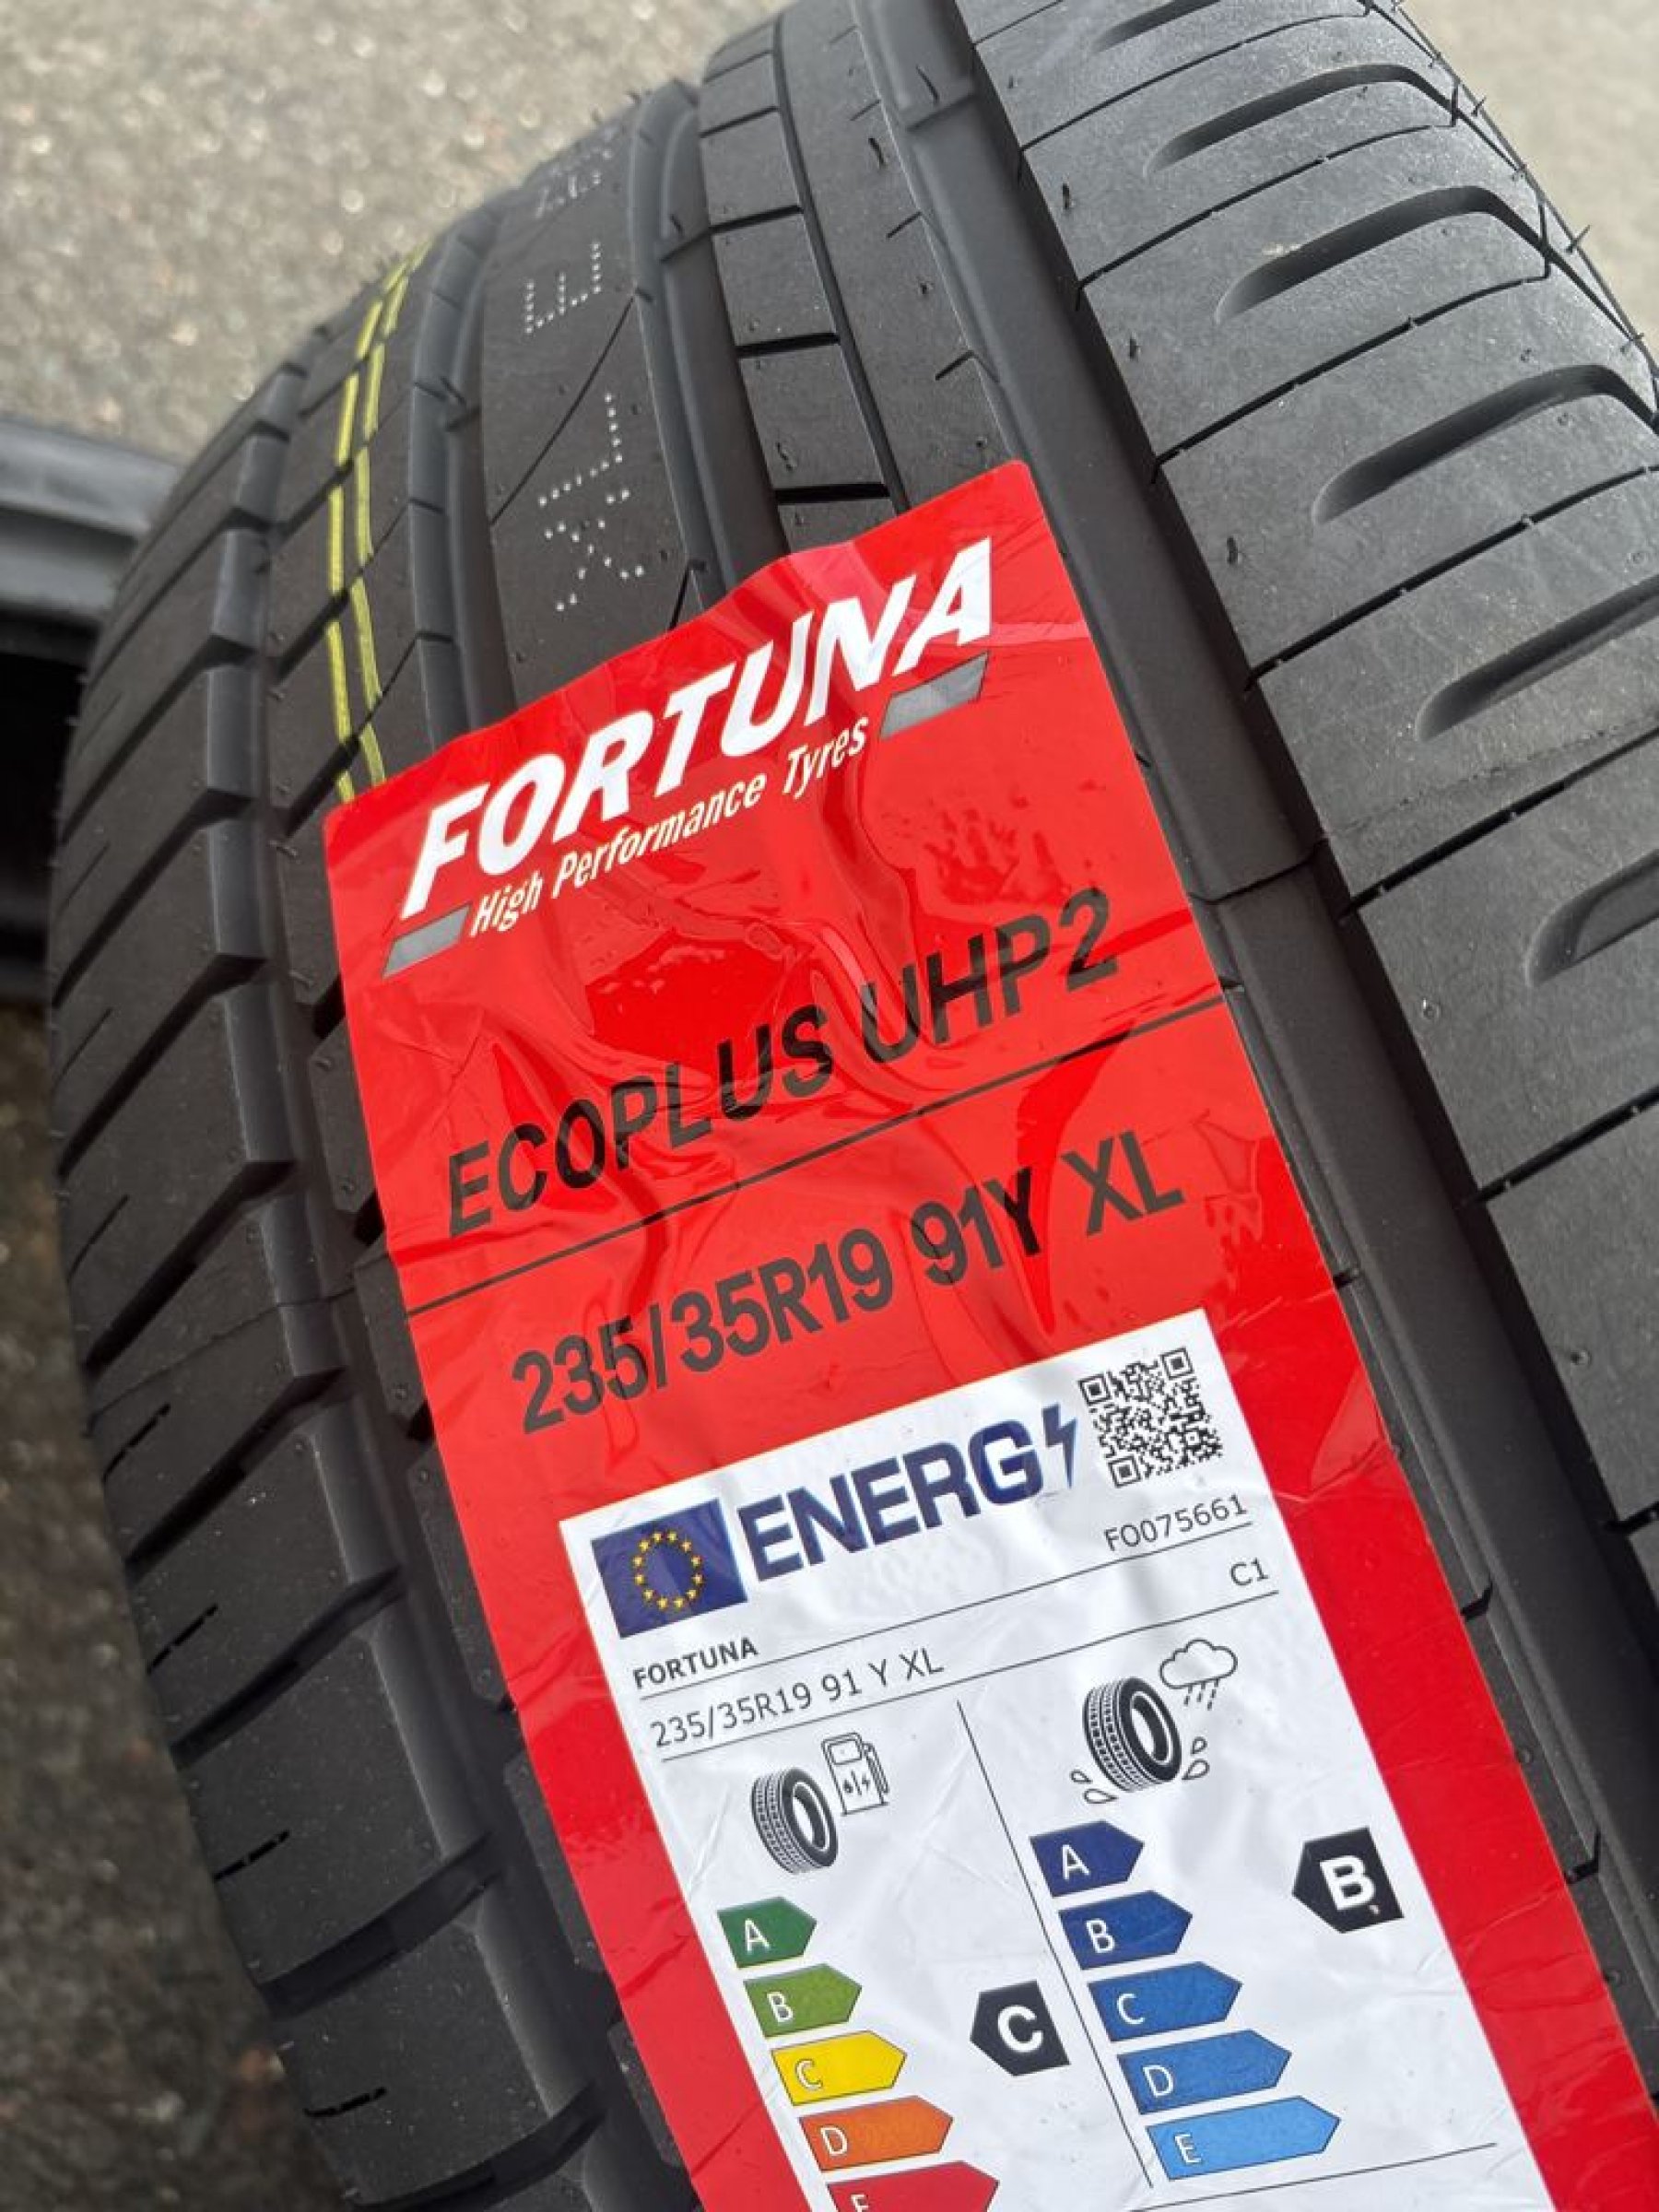 FORTUNA
High Performance Tyres
ECOPLUS UHP2
235/35R19 91Y XL
ENERG
FO075661
FORTUNA
C1
235/35R19 91 Y XL
A
B
C
D
E
C
A
B
C
D
E
B